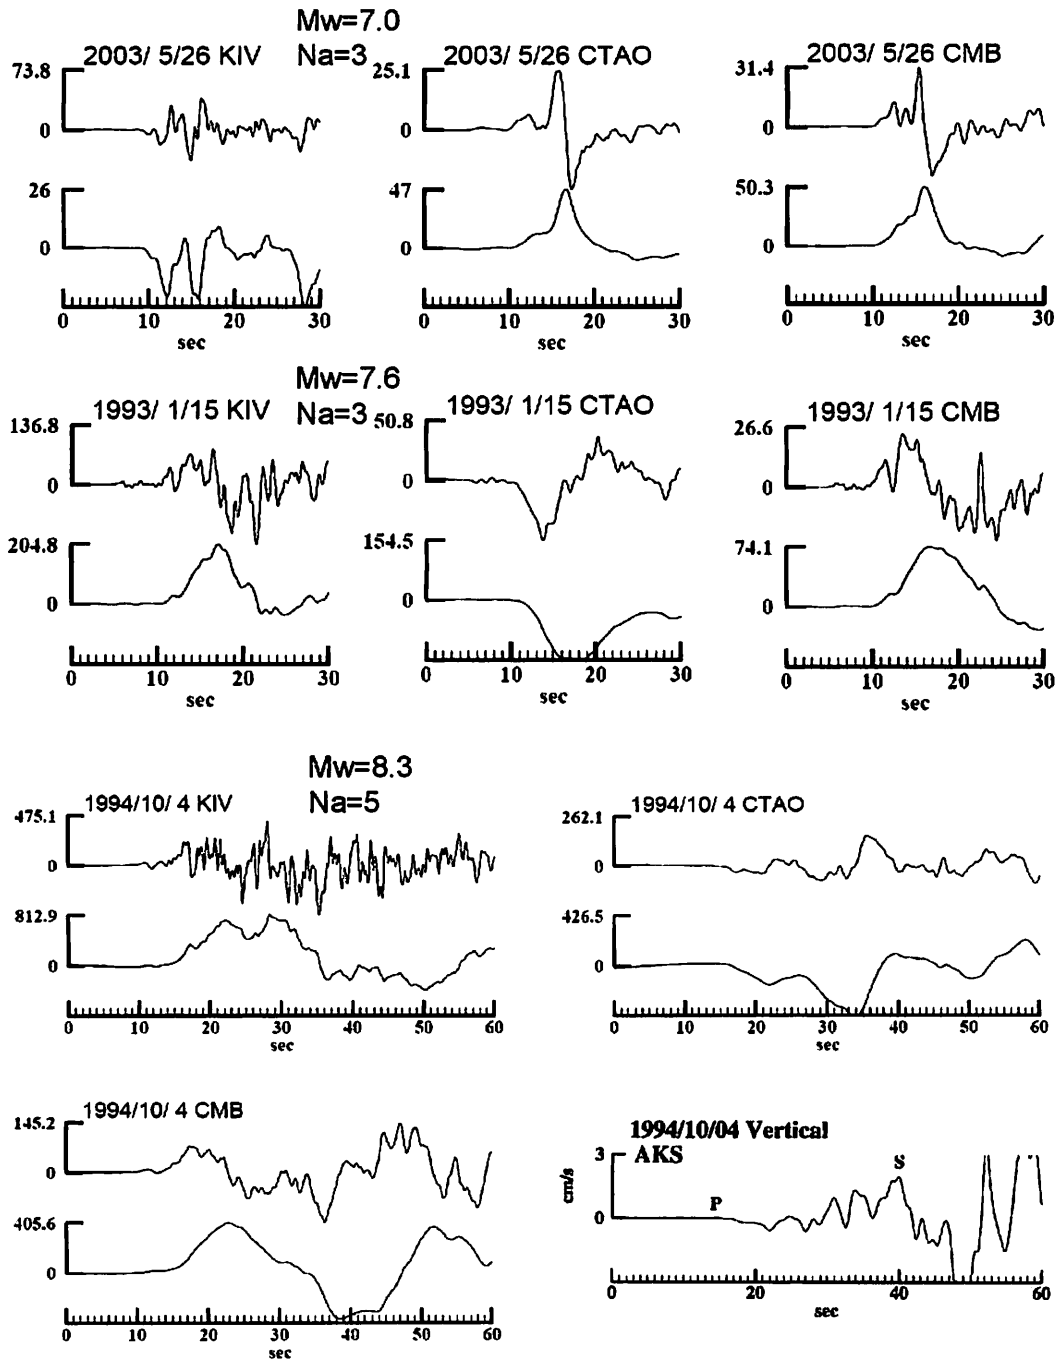 Mw=7.0
Na=3
2003/ 5/26 KIV
2003/ 5/26 CTAO
2003/ 5/26 CMB
73.8
0
26
0
0 10 20 30
sec
25.1
0
47
0
0 10 20 30
sec
31.4
0
50.3
0
0 10 20 30
sec
Mw=7.6
Na=3
1993/ 1/15 KIV
1993/ 1/15 CTAO
1993/ 1/15 CMB
136.8
0
204.8
0
0 10 20 30
sec
50.8
0
154.5
0
0 10 20 30
sec
26.6
0
74.1
0
0 10 20 30
sec
Mw=8.3
Na=5
1994/10/ 4 KIV
475.1
0
812.9
0
0 10 20 30 40 50 60
sec
1994/10/ 4 CTAO
262.1
0
426.5
0
0 10 20 30 40 50 60
sec
1994/10/ 4 CMB
145.2
0
405.6
0
0 10 20 30 40 50 60
sec
1994/10/04 Vertical
AKS
3
cm/s
0
P
S
0 20 40 60
sec